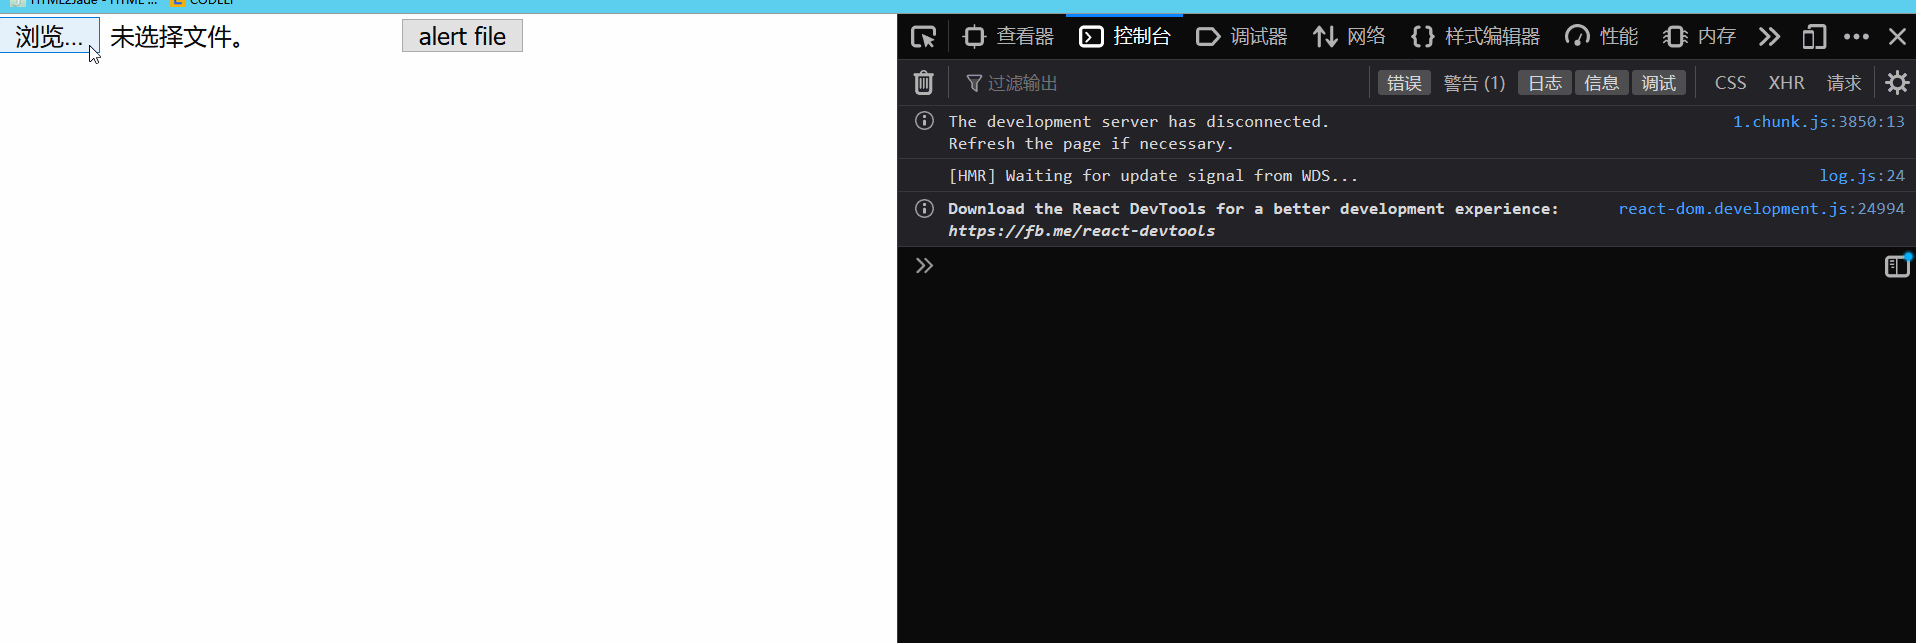 HTML2Jade - HTML ...
浏览... 未选择文件。 alert file
查看器 控制台 调试器 网络 样式编辑器 性能 内存
过滤输出 错误 警告 (1) 日志 信息 调试 CSS XHR 请求
The development server has disconnected. 1.chunk.js:3850:13
Refresh the page if necessary.
[HMR] Waiting for update signal from WDS... log.js:24
Download the React DevTools for a better development experience: react-dom.development.js:24994
https://fb.me/react-devtools